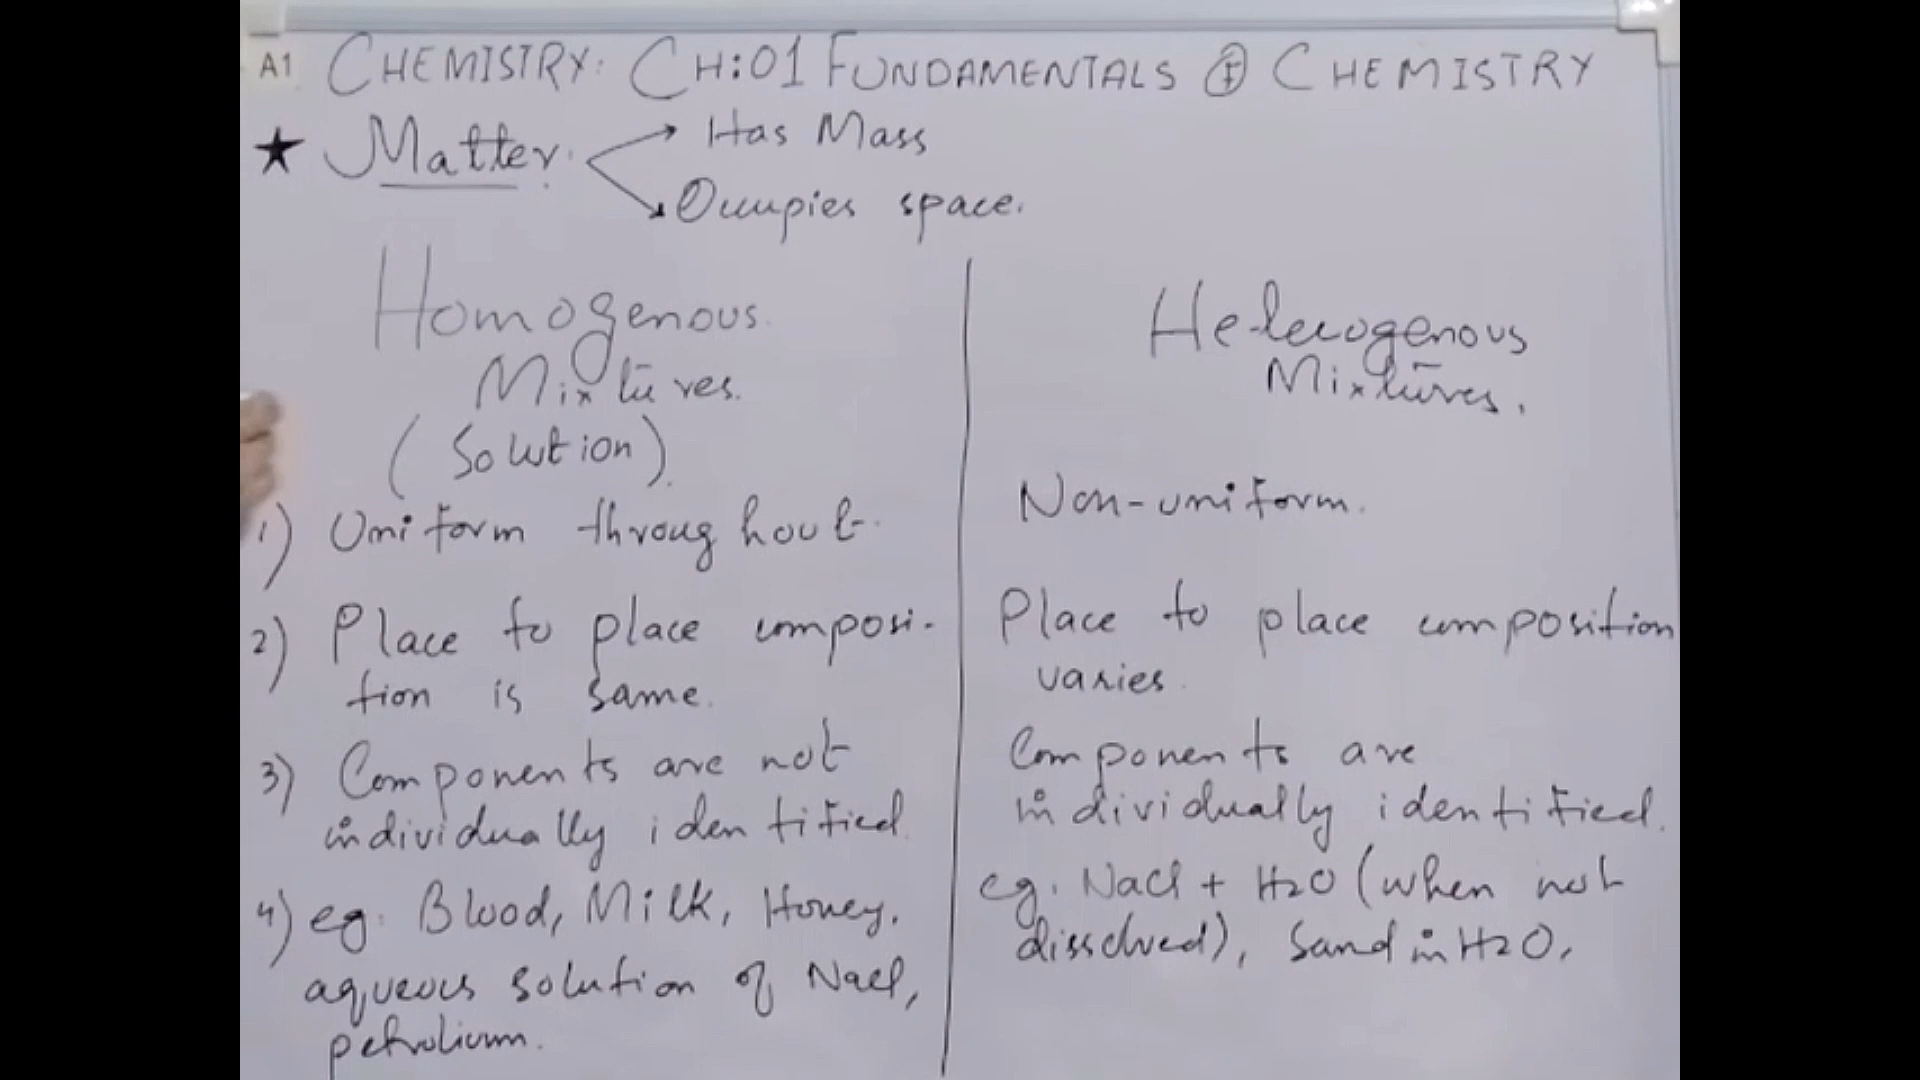 A1 CHEMISTRY: CH:01 FUNDAMENTALS OF CHEMISTRY
★ Matter:
Has Mass
Occupies space.
Homogenous
Mixtures.
(Solution).
1) Uniform throughout.
2) Place to place composi-
tion is same.
3) Components are not
individually identified.
4) eg: Blood, Milk, Honey,
aqueous solution of NaCl,
petrolium.
Heterogenous
Mixtures.
Non-uniform.
Place to place composition
varies.
Components are
individually identified.
eg. NaCl + H2O (when not
dissolved), Sand in H2O,